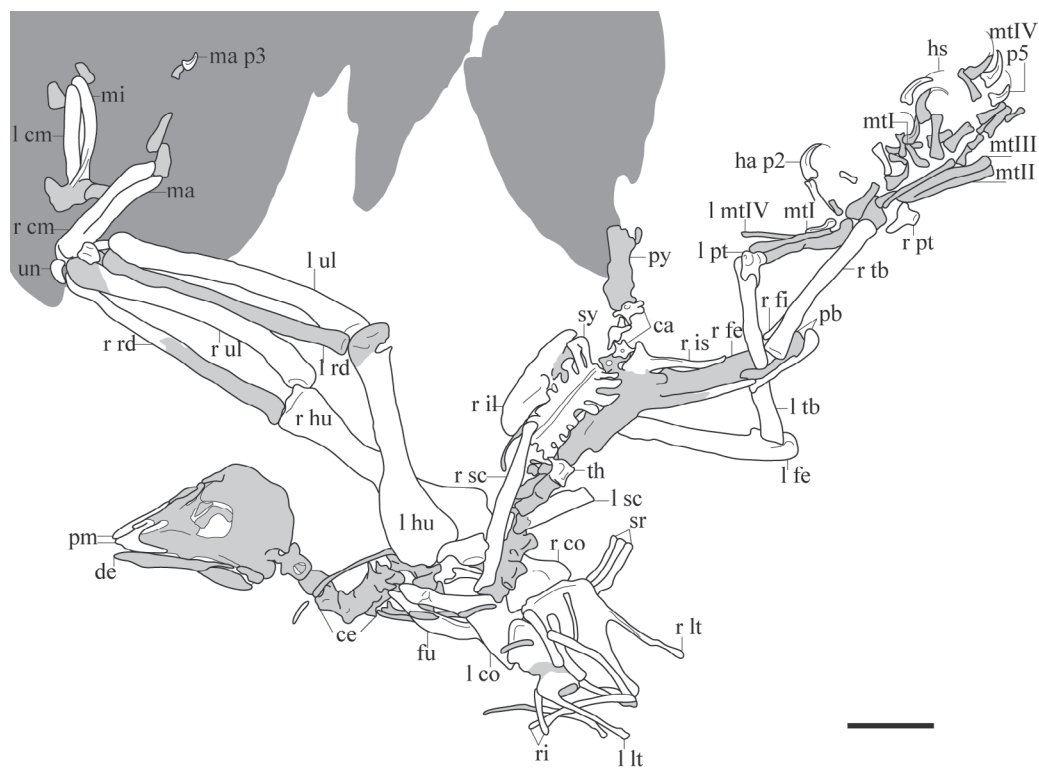 mtIV
hs
p5
ma p3
mi
l cm
mtI
mtIII
mtII
ha p2
ma
r cm
l mtIV
mtI
r pt
l pt
un
l ul
py
r tb
r fi
pb
sy
ca
r fe
r is
r rd
r ul
l rd
r il
r hu
l tb
r sc
th
l fe
l sc
l hu
sr
pm
r co
de
ce
fu
r lt
l co
ri
l lt